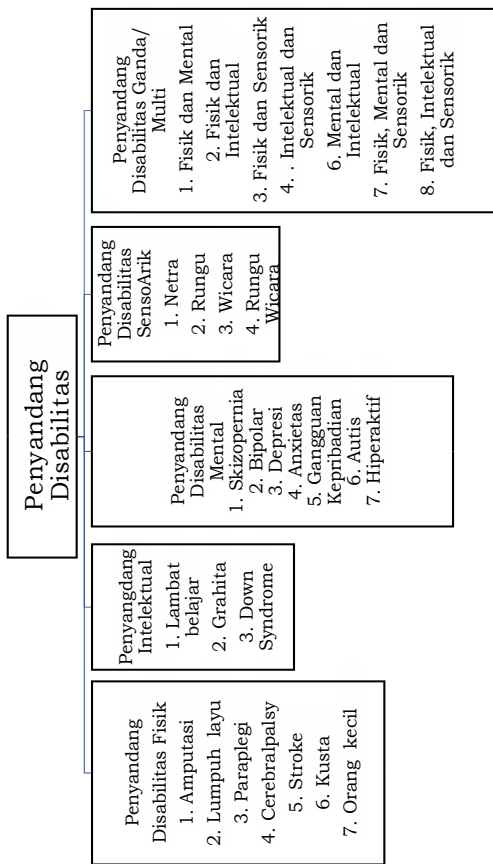 Penyandang
Disabilitas
Penyandang
Disabilitas Fisik
1. Amputasi
2. Lumpuh layu
3. Paraplegi
4. Cerebralpalsy
5. Stroke
6. Kusta
7. Orang kecil
Penyangdang
Intelektual
1. Lambat
belajar
2. Grahita
3. Down
Syndrome
Penyandang
Disabilitas
Mental
1. Skizopernia
2. Bipolar
3. Depresi
4. Anxietas
5. Gangguan
Kepribadian
6. Autis
7. Hiperaktif
Penyandang
Disabilitas
SensoArik
1. Netra
2. Rungu
3. Wicara
4. Rungu
Wicara
Penyandang
Disabilitas Ganda/
Multi
1. Fisik dan Mental
2. Fisik dan
Intelektual
3. Fisik dan Sensorik
4. . Intelektual dan
Sensorik
6. Mental dan
Intelektual
7. Fisik, Mental dan
Sensorik
8. Fisik, Intelektual
dan Sensorik